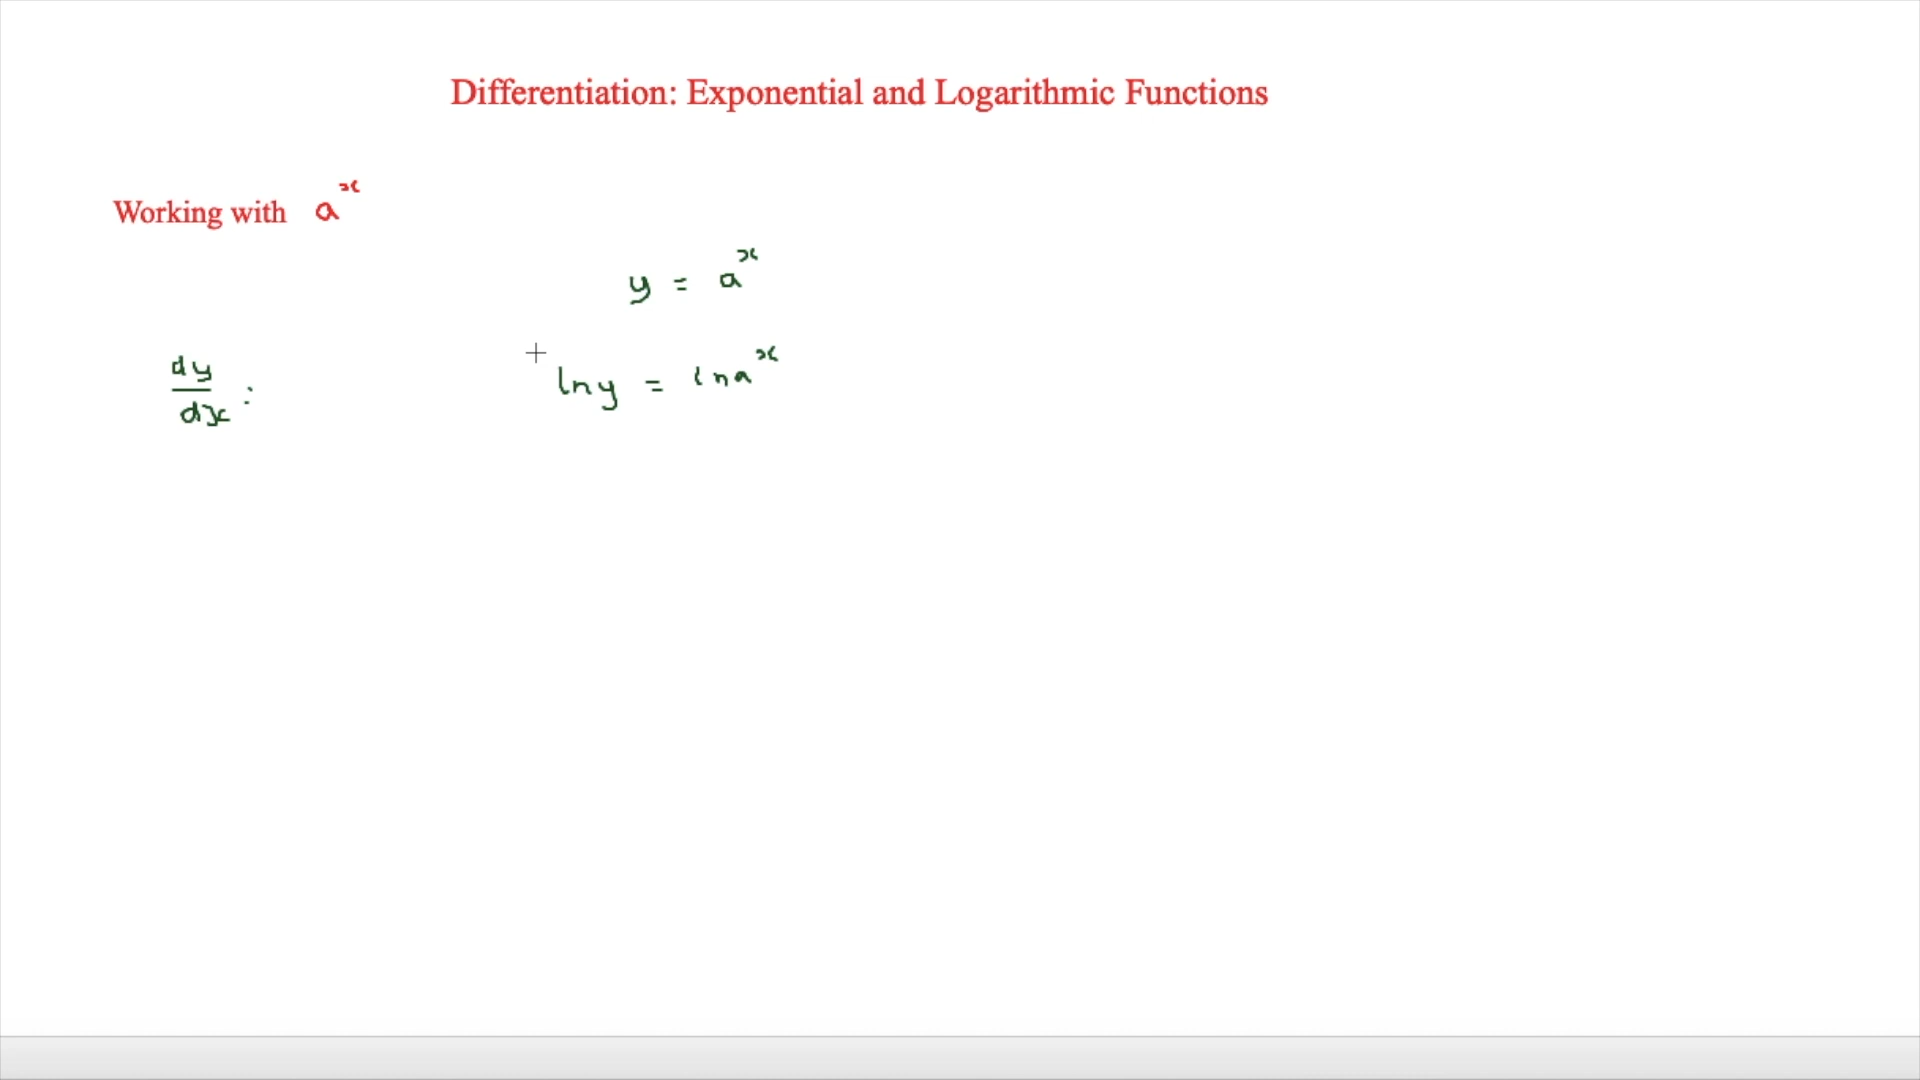 Differentiation: Exponential and Logarithmic Functions
Working with a^x
y = a^x
dy/dx :
ln y = ln a^x